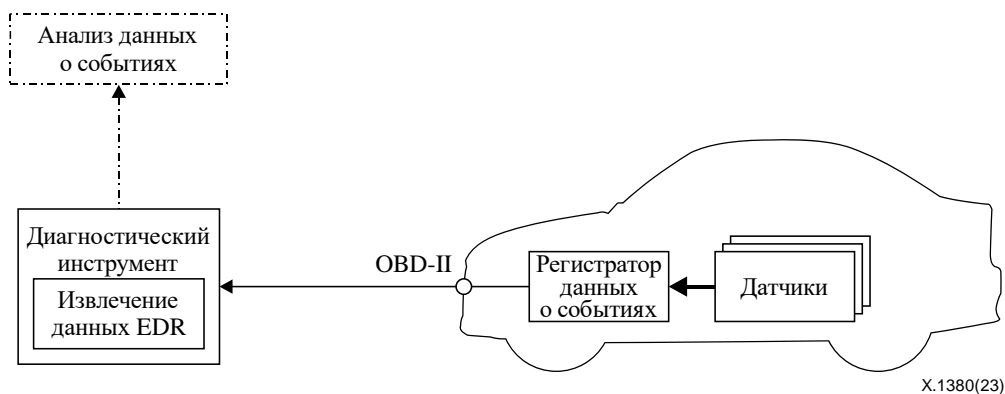 Анализ данных
о событиях
Диагностический
инструмент
Извлечение
данных EDR
OBD-II
Регистратор
данных
о событиях
Датчики
X.1380(23)